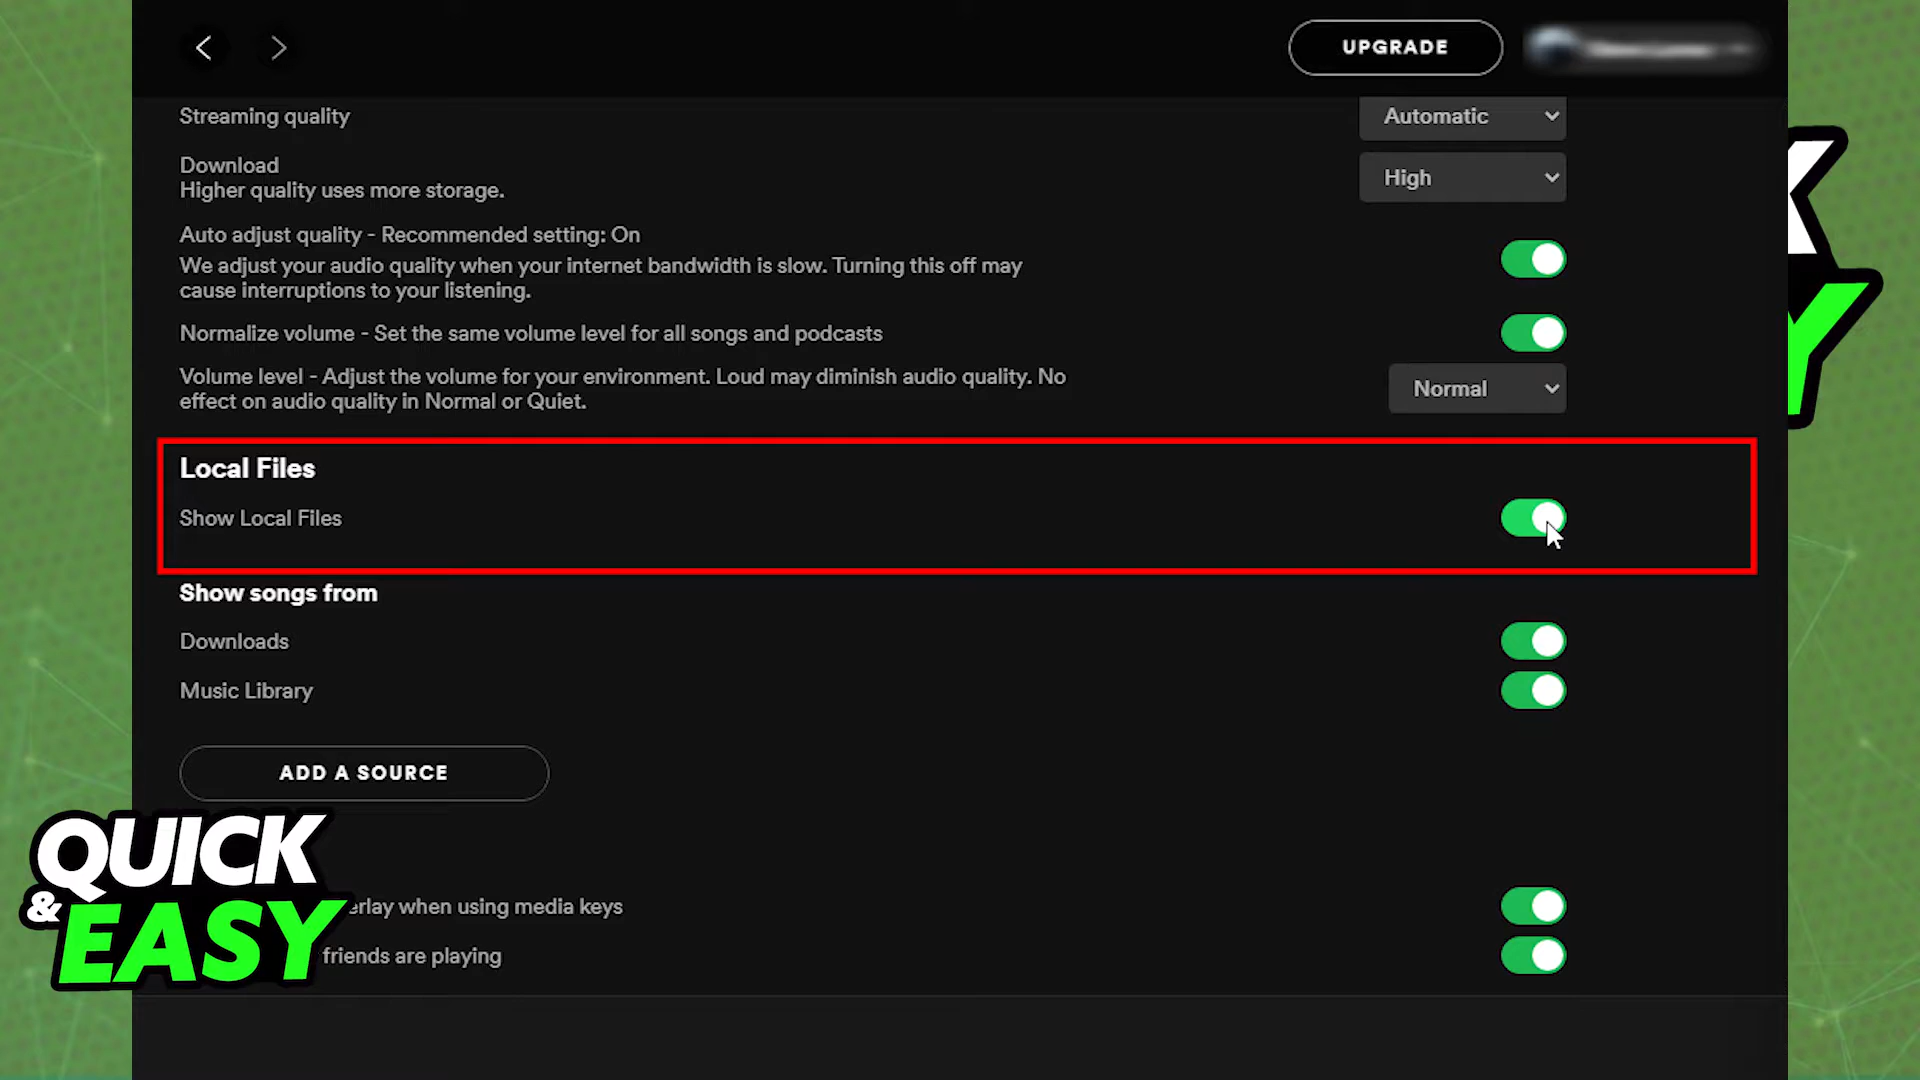 UPGRADE
Streaming quality
Automatic
Download
Higher quality uses more storage.
High
Auto adjust quality - Recommended setting: On
We adjust your audio quality when your internet bandwidth is slow. Turning this off may
cause interruptions to your listening.
Normalize volume - Set the same volume level for all songs and podcasts
Volume level - Adjust the volume for your environment. Loud may diminish audio quality. No
effect on audio quality in Normal or Quiet.
Normal
Local Files
Show Local Files
Show songs from
Downloads
Music Library
ADD A SOURCE
QUICK
& EASY
when using media keys
friends are playing